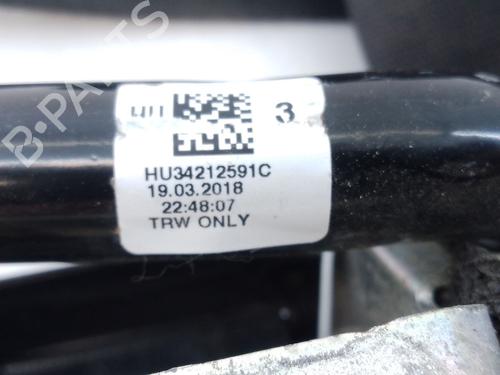 3
HU34212591C
19.03.2018
22:48:07
TRW ONLY
B-PARTS